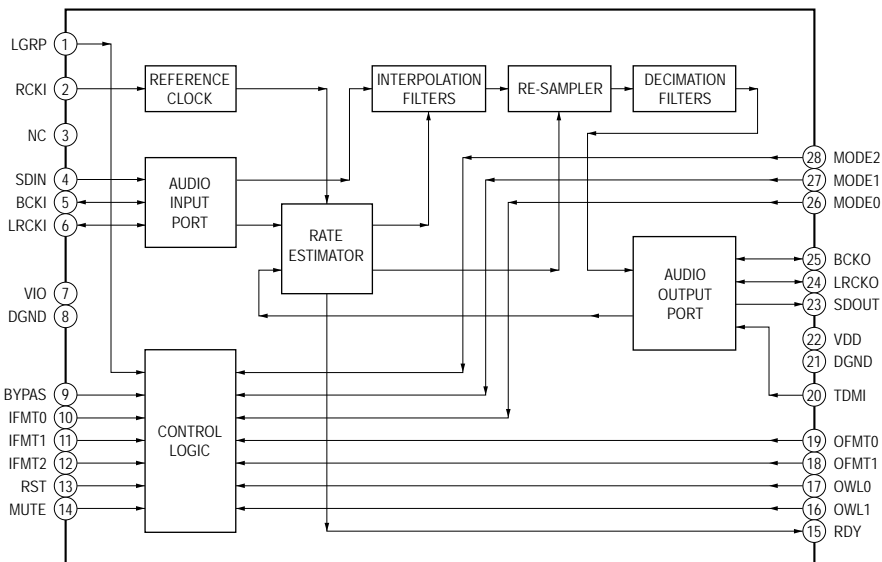 LGRP 1
RCKI 2
NC 3
SDIN 4
BCKI 5
LRCKI 6
VIO 7
DGND 8
BYPAS 9
IFMT0 10
IFMT1 11
IFMT2 12
RST 13
MUTE 14
REFERENCE
CLOCK
INTERPOLATION
FILTERS
RE-SAMPLER
DECIMATION
FILTERS
AUDIO
INPUT
PORT
RATE
ESTIMATOR
AUDIO
OUTPUT
PORT
CONTROL
LOGIC
28 MODE2
27 MODE1
26 MODE0
25 BCKO
24 LRCKO
23 SDOUT
22 VDD
21 DGND
20 TDMI
19 OFMT0
18 OFMT1
17 OWL0
16 OWL1
15 RDY